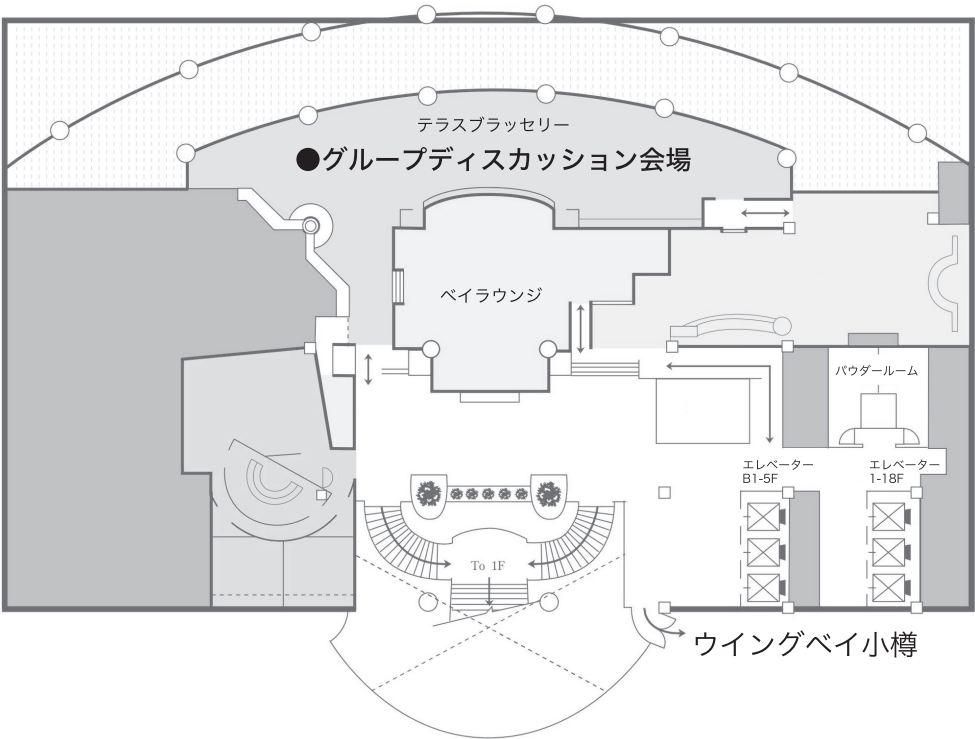 テラスブラッセリー
●グループディスカッション会場
ベイラウンジ
パウダールーム
エレベーター
B1-5F
エレベーター
1-18F
To 1F
ウイングベイ小樽